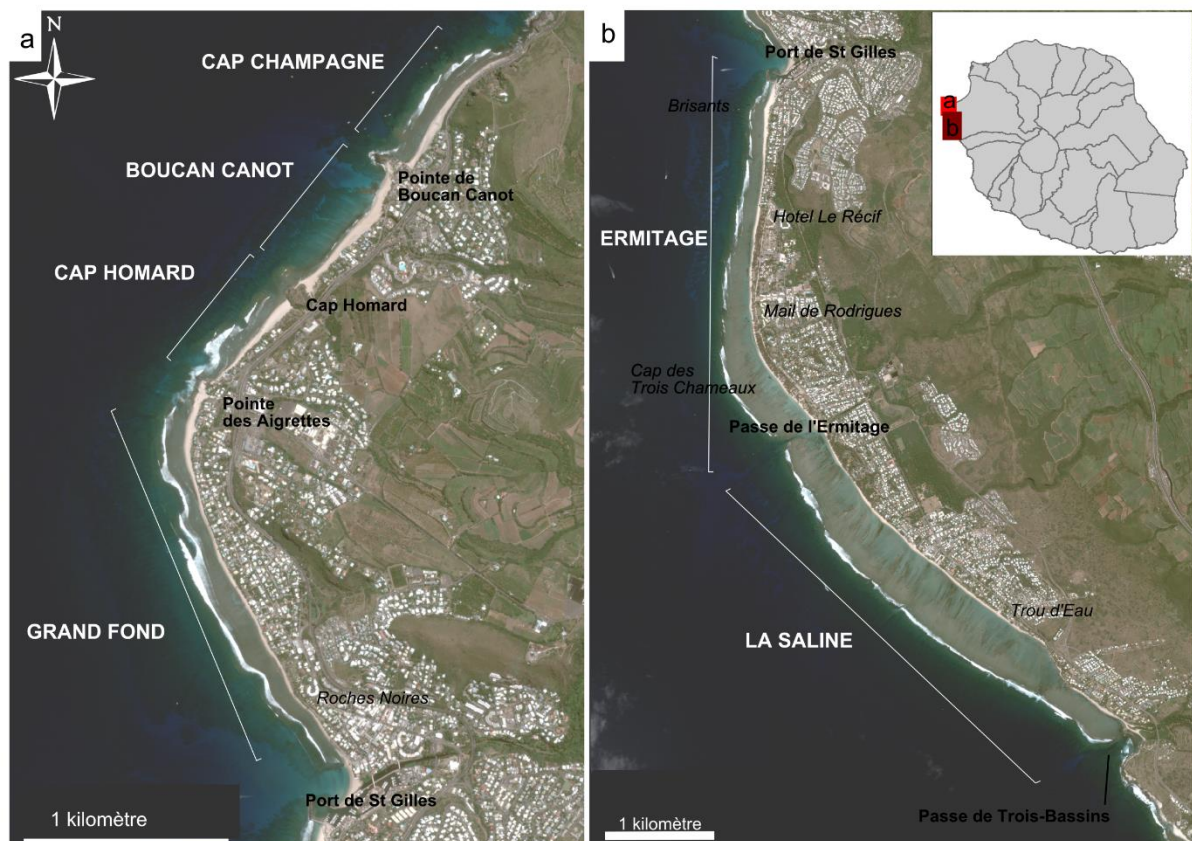 a
N
CAP CHAMPAGNE
BOUCAN CANOT
Pointe de
Boucan Canot
CAP HOMARD
Cap Homard
Pointe
des Aigrettes
GRAND FOND
Roches Noires
Port de St Gilles
1 kilomètre
b
Port de St Gilles
Brisants
Hotel Le Récif
ERMITAGE
Mail de Rodrigues
Cap des
Trois Chameaux
Passe de l'Ermitage
Trou d'Eau
LA SALINE
Passe de Trois-Bassins
1 kilomètre
a
b